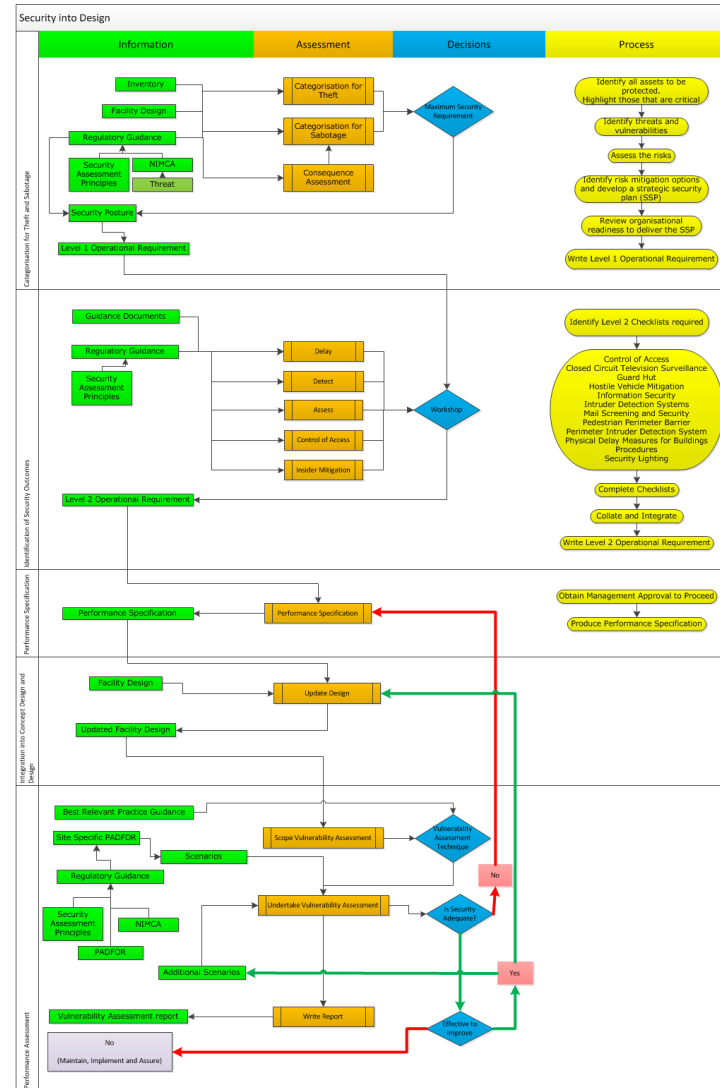 Security into Design
Information
Assessment
Decisions
Process
Categorisation for Theft and Sabotage
Inventory
Facility Design
Regulatory Guidance
Security
Assessment
Principles
NIMCA
Threat
Security Posture
Level 1 Operational Requirement
Categorisation for
Theft
Categorisation for
Sabotage
Consequence
Assessment
Maximum Security
Requirement
Identify all assets to be
protected.
Highlight those that are critical
Identify threats and
vulnerabilities
Assess the risks
Identify risk mitigation options
and develop a strategic security
plan (SSP)
Review organisational
readiness to deliver the SSP
Write Level 1 Operational Requirement
Identification of Security Outcomes
Guidance Documents
Regulatory Guidance
Security
Assessment
Principles
Level 2 Operational Requirement
Delay
Detect
Assess
Control of Access
Insider Mitigation
Workshop
Identify Level 2 Checklists required
Control of Access
Closed Circuit Television Surveillance
Guard Hut
Hostile Vehicle Mitigation
Information Security
Intruder Detection Systems
Mail Screening and Security
Pedestrian Perimeter Barrier
Perimeter Intruder Detection System
Physical Delay Measures for Buildings
Procedures
Security Lighting
Complete Checklists
Collate and Integrate
Write Level 2 Operational Requirement
Performance Specification
Performance Specification
Performance Specification
Obtain Management Approval to Proceed
Produce Performance Specification
Integration into Concept Design and
Design
Facility Design
Updated Facility Design
Update Design
Performance Assessment
Best Relevant Practice Guidance
Site Specific PADFOR
Scenarios
Regulatory Guidance
Security
Assessment
Principles
NIMCA
PADFOR
Additional Scenarios
Vulnerability Assessment report
No
(Maintain, Implement and Assure)
Scope Vulnerability Assessment
Undertake Vulnerability Assessment
Write Report
Vulnerability
Assessment
Technique
Is Security
Adequate?
Effective to
Improve
No
Yes